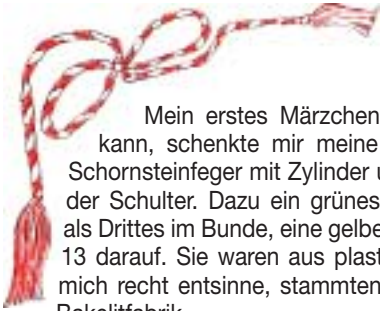 Mein erstes Märzchen
kann, schenkte mir meine
Schornsteinfeger mit Zylinder
der Schulter. Dazu ein grünes
als Drittes im Bunde, eine gelbe
13 darauf. Sie waren aus plast
mich recht entsinne, stammten
Bakelitfabrik